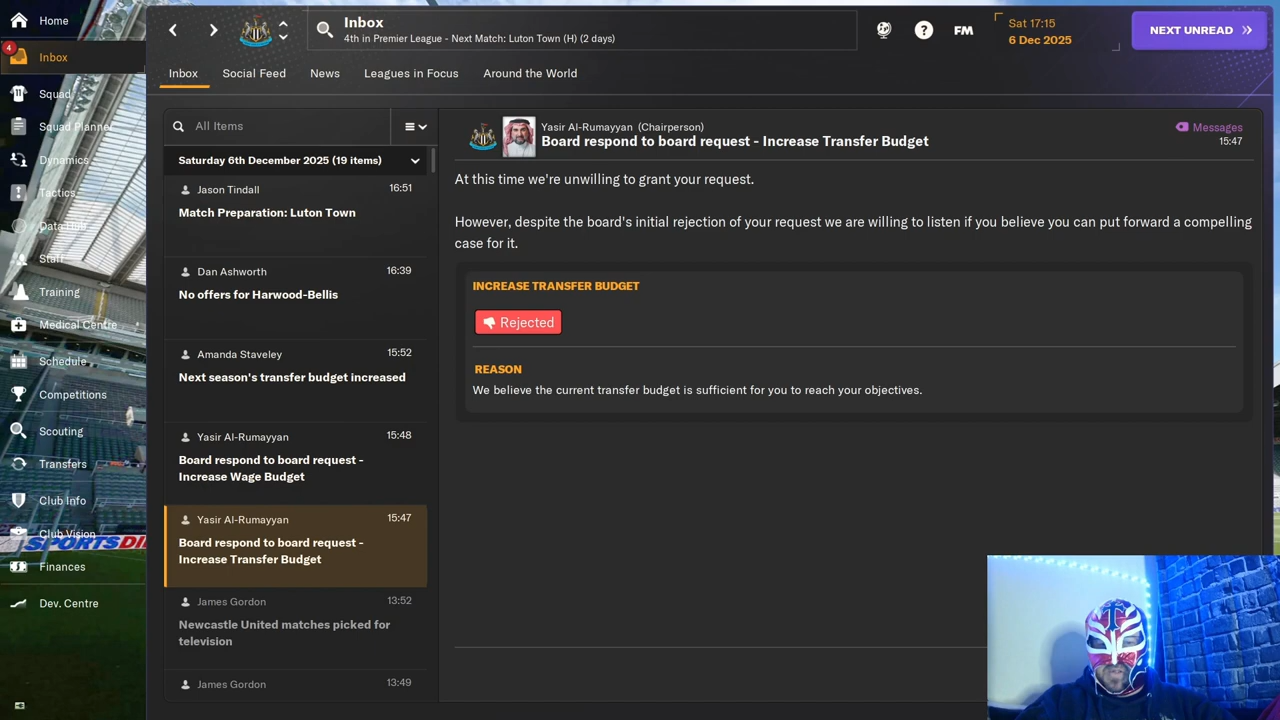 Home
4
Inbox
Squad
Squad Planner
Dynamics
Tactics
Data Hub
Staff
Training
Medical Centre
Schedule
Competitions
Scouting
Transfers
Club Info
Club Vision
SPORTSDI
Finances
Dev. Centre
Inbox
4th in Premier League - Next Match: Luton Town (H) (2 days)
FM
Sat 17:15
6 Dec 2025
NEXT UNREAD
Inbox
Social Feed
News
Leagues in Focus
Around the World
All Items
Saturday 6th December 2025 (19 items)
Jason Tindall
16:51
Match Preparation: Luton Town
Dan Ashworth
16:39
No offers for Harwood-Bellis
Amanda Staveley
15:52
Next season's transfer budget increased
Yasir Al-Rumayyan
15:48
Board respond to board request -
Increase Wage Budget
Yasir Al-Rumayyan
15:47
Board respond to board request -
Increase Transfer Budget
James Gordon
13:52
Newcastle United matches picked for
television
James Gordon
13:49
Yasir Al-Rumayyan (Chairperson)
Board respond to board request - Increase Transfer Budget
Messages
15:47
At this time we're unwilling to grant your request.
However, despite the board's initial rejection of your request we are willing to listen if you believe you can put forward a compelling
case for it.
INCREASE TRANSFER BUDGET
Rejected
REASON
We believe the current transfer budget is sufficient for you to reach your objectives.